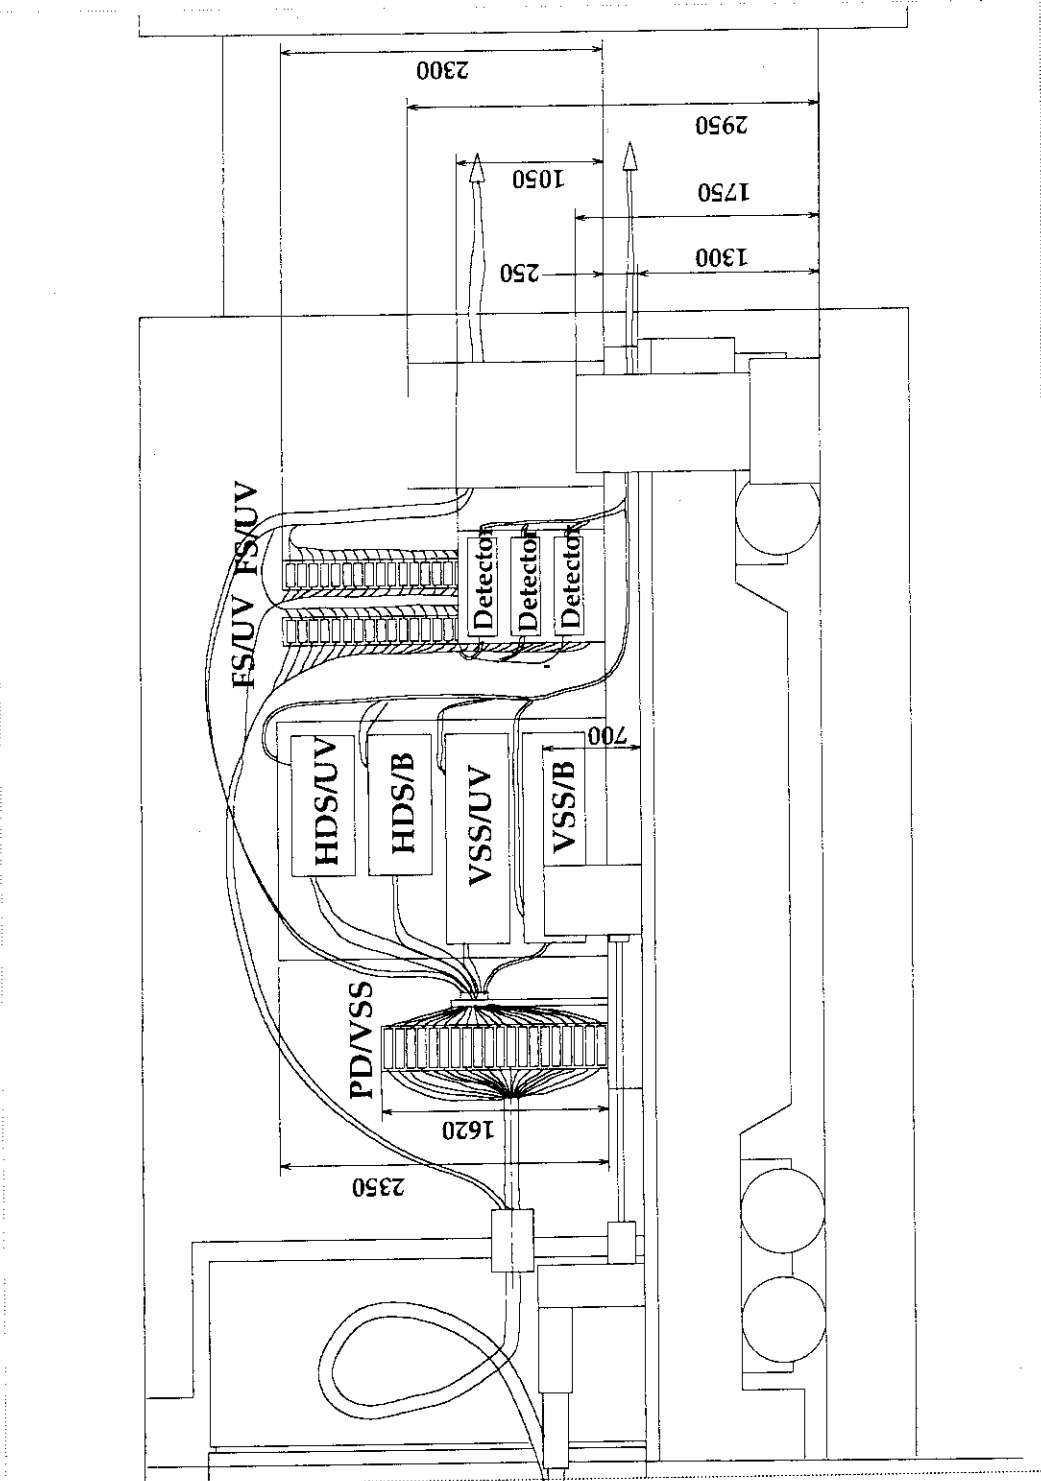 2300
2950
1050
1750
250
1300
FS/UV
FS/UV
Detector
Detector
Detector
HDS/UV
HDS/B
VSS/UV
VSS/B
700
PD/VSS
1620
2350